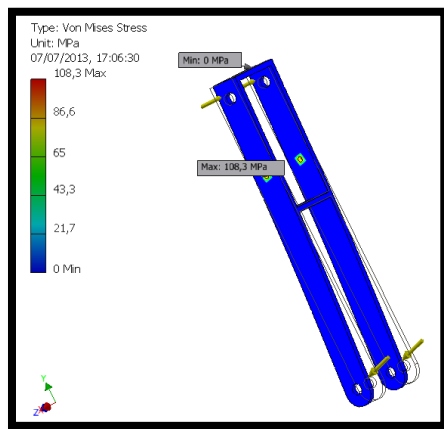 Type: Von Mises Stress
Unit: MPa
07/07/2013, 17:06:30
108,3 Max
86,6
65
43,3
21,7
0 Min
Min: 0 MPa
Max: 108,3 MPa
Y
Z